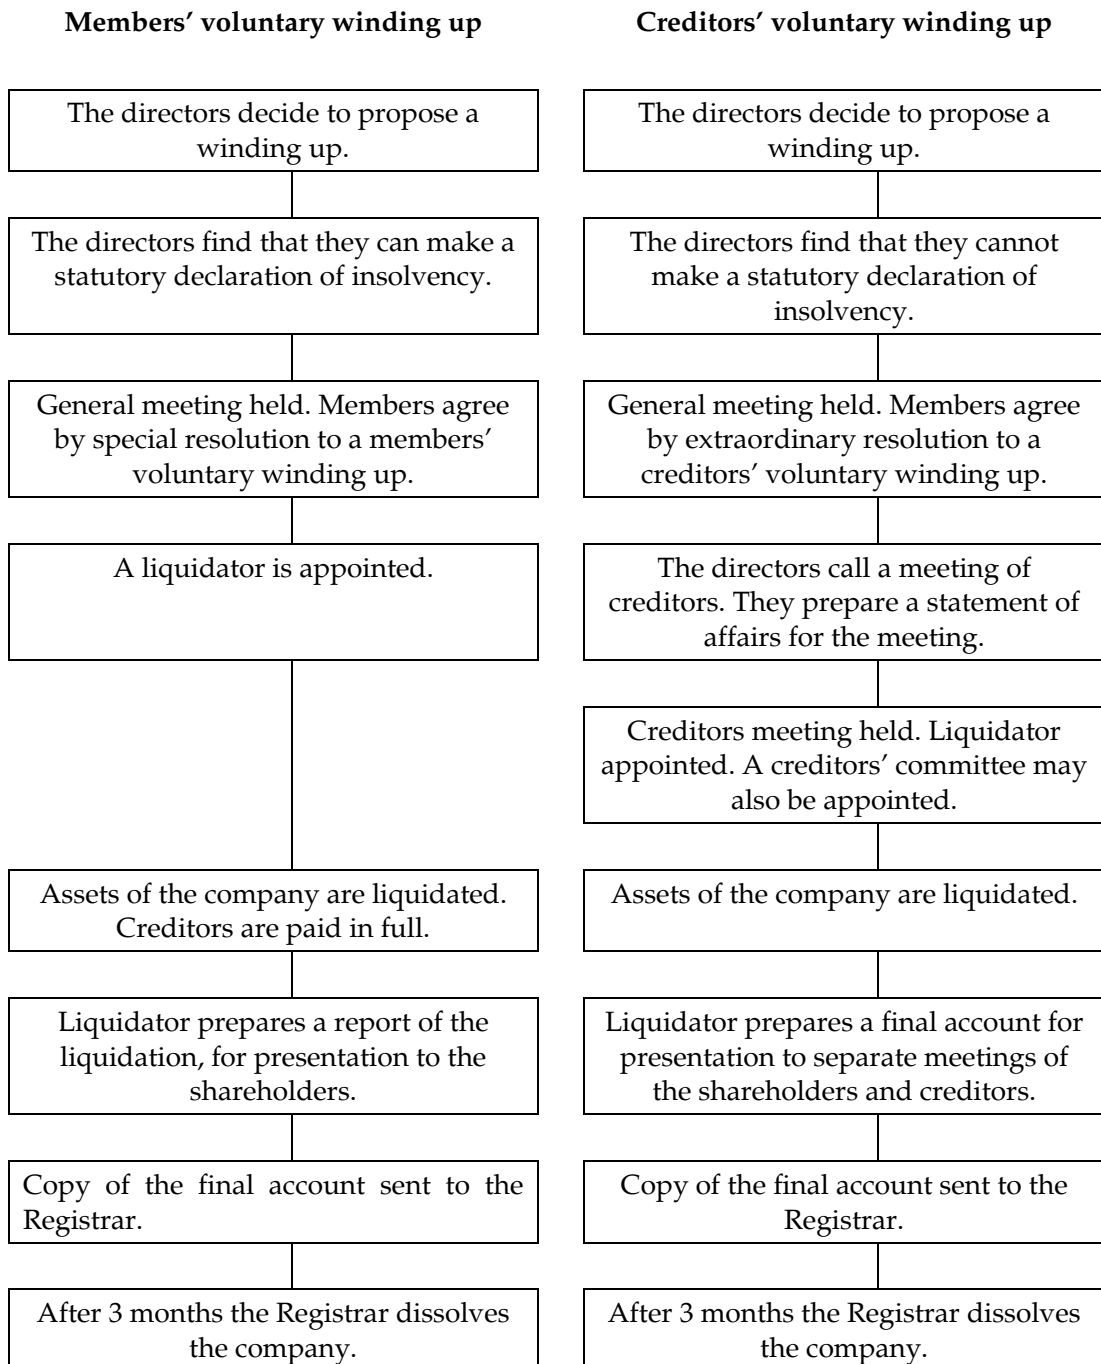 Members’ voluntary winding up
Creditors’ voluntary winding up
The directors decide to propose a
winding up.
The directors decide to propose a
winding up.
The directors find that they can make a
statutory declaration of insolvency.
The directors find that they cannot
make a statutory declaration of
insolvency.
General meeting held. Members agree
by special resolution to a members’
voluntary winding up.
General meeting held. Members agree
by extraordinary resolution to a
creditors’ voluntary winding up.
A liquidator is appointed.
The directors call a meeting of
creditors. They prepare a statement of
affairs for the meeting.
Creditors meeting held. Liquidator
appointed. A creditors’ committee may
also be appointed.
Assets of the company are liquidated.
Creditors are paid in full.
Assets of the company are liquidated.
Liquidator prepares a report of the
liquidation, for presentation to the
shareholders.
Liquidator prepares a final account for
presentation to separate meetings of
the shareholders and creditors.
Copy of the final account sent to the
Registrar.
Copy of the final account sent to the
Registrar.
After 3 months the Registrar dissolves
the company.
After 3 months the Registrar dissolves
the company.